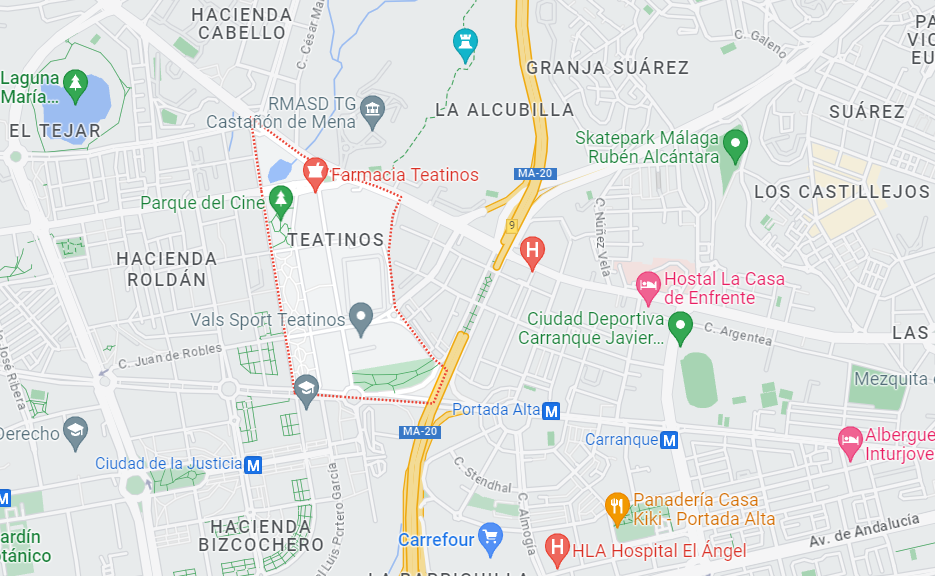 HACIENDA
CABELLO
C. César Ma
C. Galeno
PA
VIC
EU
GRANJA SUÁREZ
Laguna
María...
RMASD TG
Castañón de Mena
LA ALCUBILLA
SUÁREZ
EL TEJAR
Skatepark Málaga
Rubén Alcántara
Farmacia Teatinos
MA-20
LOS CASTILLEJOS
Parque del Cine
C. Nuñez Vela
9
TEATINOS
H
HACIENDA
ROLDÁN
Hostal La Casa
de Enfrente
Vals Sport Teatinos
Ciudad Deportiva
Carranque Javier...
C. Argentea
LAS
C. Juan de Robles
a José Ribera
Mezquita
Portada Alta M
MA-20
Derecho
Carranque M
Albergue
Inturjove
Ciudad de la Justicia M
M
C. Stendhal
Luis Portero García
C. Almogía
Panadería Casa
Kiki - Portada Alta
HACIENDA
BIZCOCHERO
Av. de Andalucía
ardín
otánico
Carrefour
H
HLA Hospital El Ángel
LA BARRIGUILLA